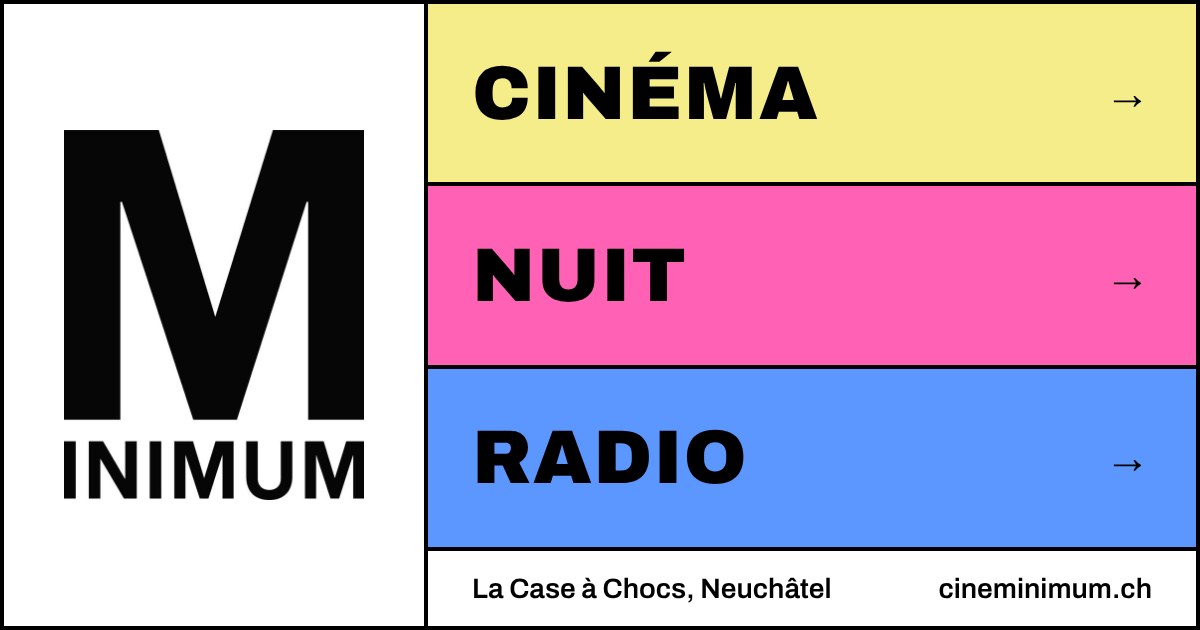 M
INIMUM
CINÉMA →
NUIT →
RADIO →
La Case à Chocs, Neuchâtel
cineminimum.ch